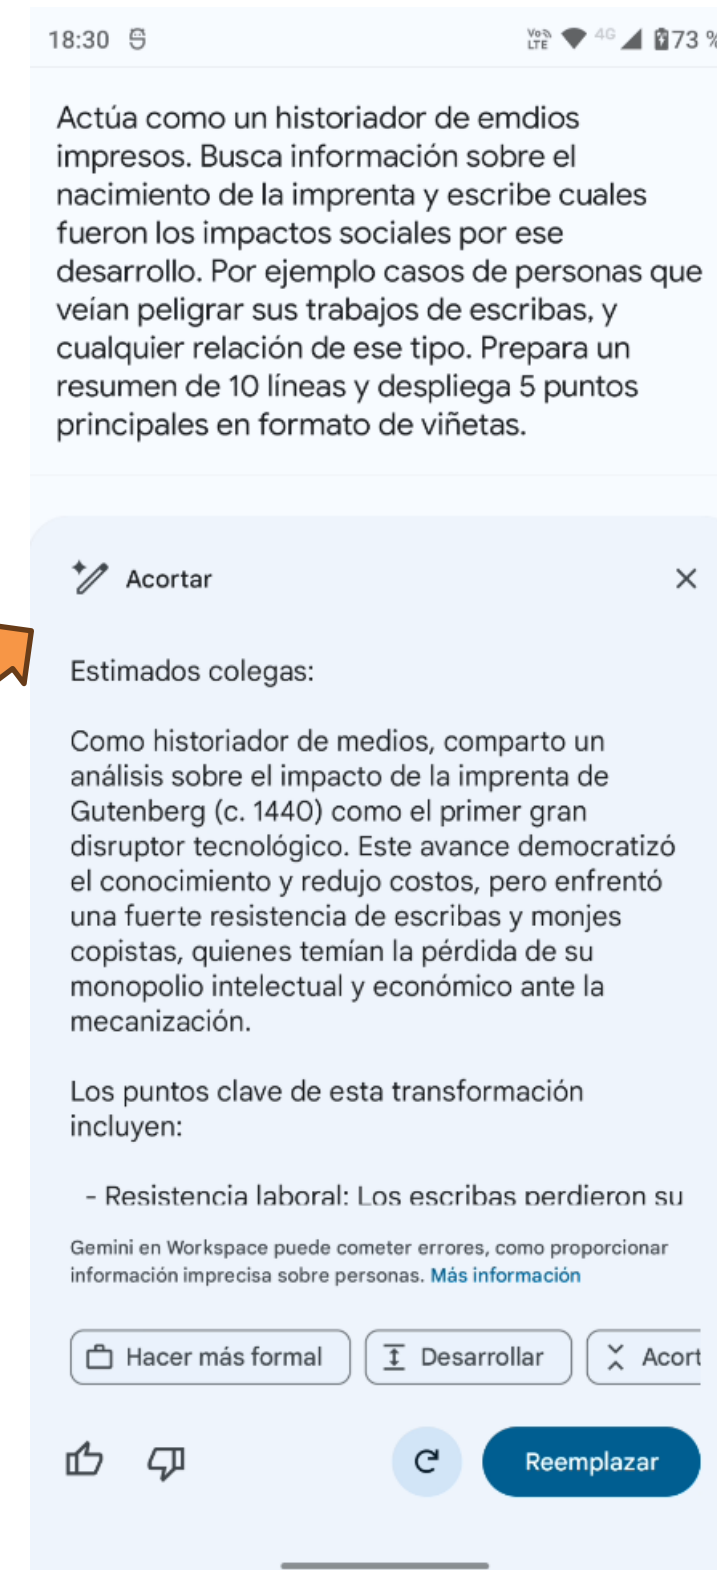 18:30
Vo LTE 4G 73 %
Actúa como un historiador de emdios
impresos. Busca información sobre el
nacimiento de la imprenta y escribe cuales
fueron los impactos sociales por ese
desarrollo. Por ejemplo casos de personas que
veían peligrar sus trabajos de escribas, y
cualquier relación de ese tipo. Prepara un
resumen de 10 líneas y despliega 5 puntos
principales en formato de viñetas.
Acortar
Estimados colegas:
Como historiador de medios, comparto un
análisis sobre el impacto de la imprenta de
Gutenberg (c. 1440) como el primer gran
disruptor tecnológico. Este avance democratizó
el conocimiento y redujo costos, pero enfrentó
una fuerte resistencia de escribas y monjes
copistas, quienes temían la pérdida de su
monopolio intelectual y económico ante la
mecanización.
Los puntos clave de esta transformación
incluyen:
- Resistencia laboral: Los escribas perdieron su
Gemini en Workspace puede cometer errores, como proporcionar
información imprecisa sobre personas. Más información
Hacer más formal
Desarrollar
Acort
Reemplazar